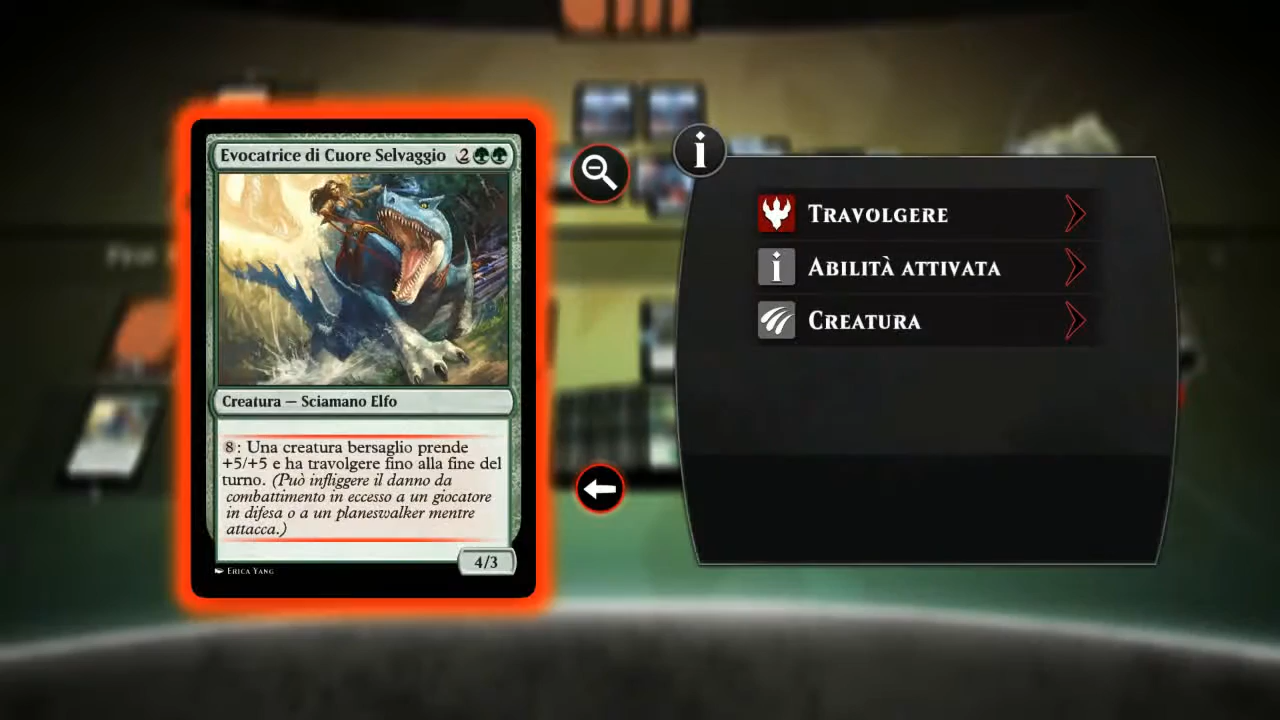 Evocatrice di Cuore Selvaggio 2
Creatura — Sciamano Elfo
8: Una creatura bersaglio prende
+5/+5 e ha travolgere fino alla fine del
turno. (Può infliggere il danno da
combattimento in eccesso a un giocatore
in difesa o a un planeswalker mentre
attacca.)
4/3
Erica Yang
i
Travolgere
i Abilità attivata
Creatura